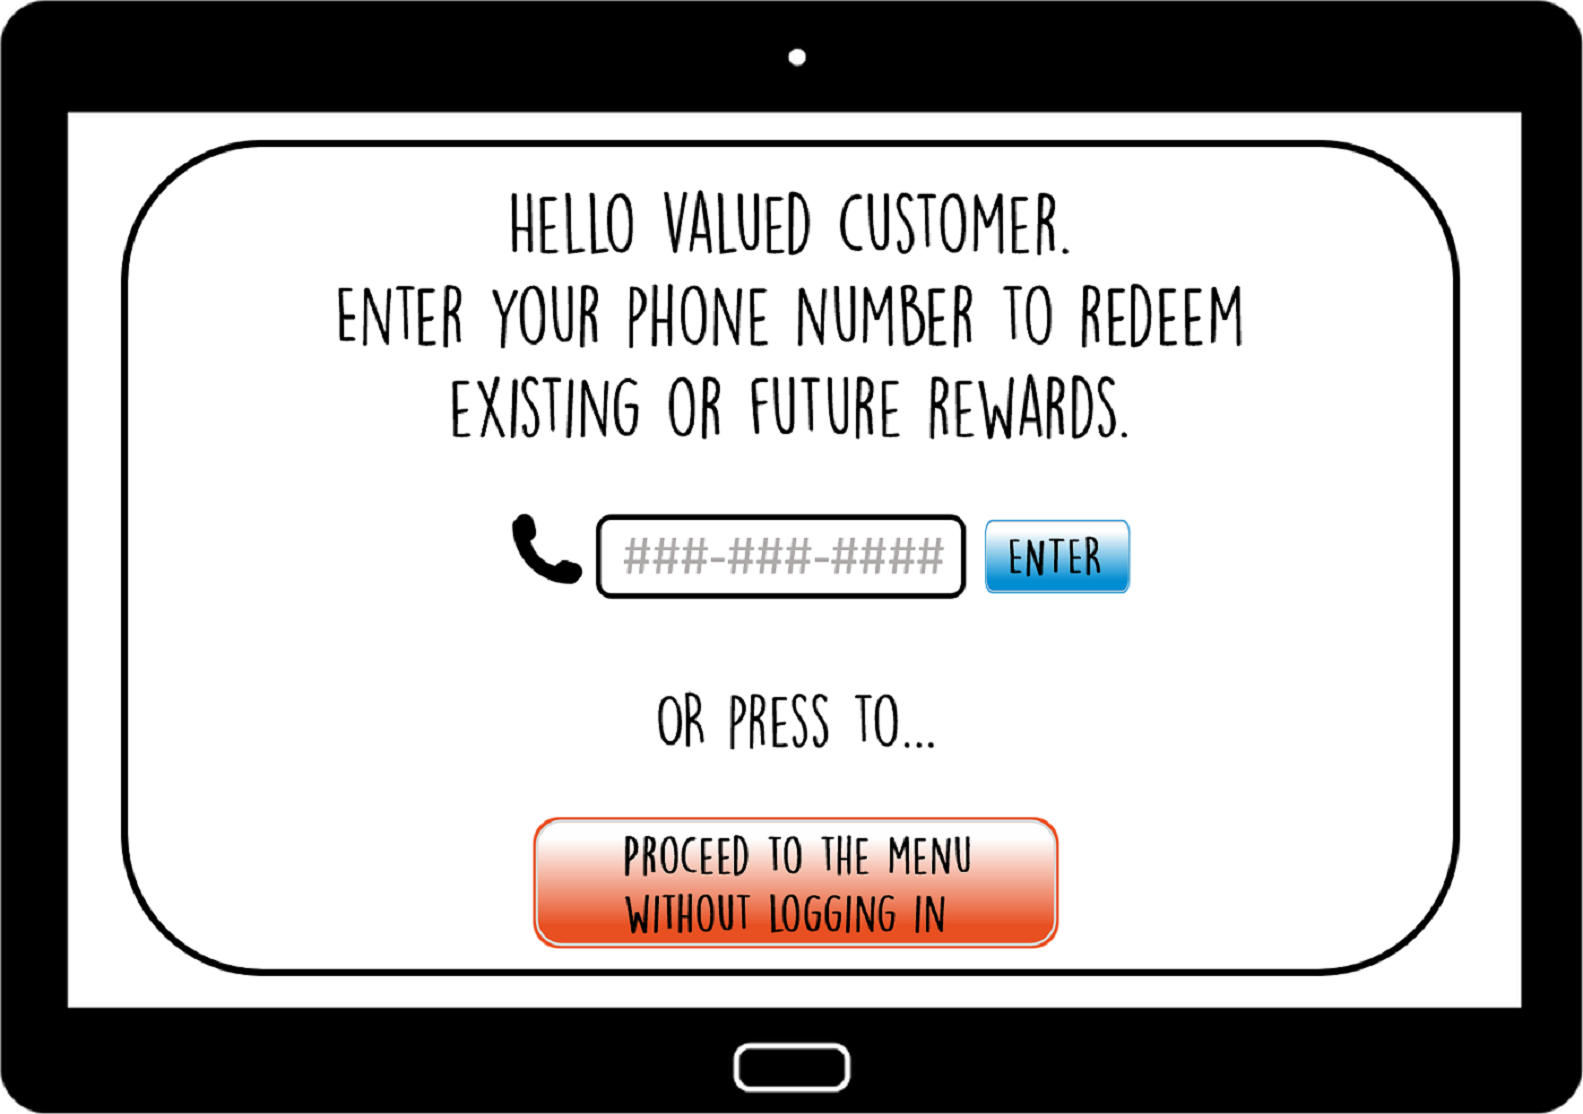 HELLO VALUED CUSTOMER.
ENTER YOUR PHONE NUMBER TO REDEEM
EXISTING OR FUTURE REWARDS.
###-###-####
ENTER
OR PRESS TO...
PROCEED TO THE MENU
WITHOUT LOGGING IN